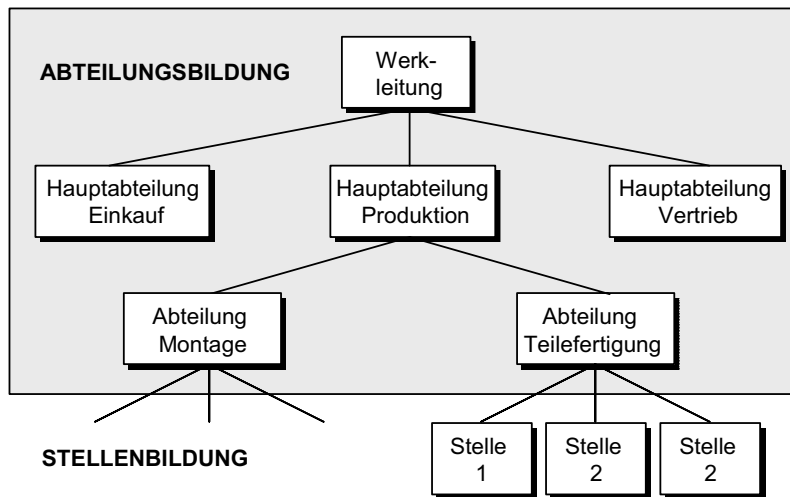 ABTEILUNGSBILDUNG
Werk-
leitung
Hauptabteilung
Einkauf
Hauptabteilung
Produktion
Hauptabteilung
Vertrieb
Abteilung
Montage
Abteilung
Teilefertigung
STELLENBILDUNG
Stelle
1
Stelle
2
Stelle
2